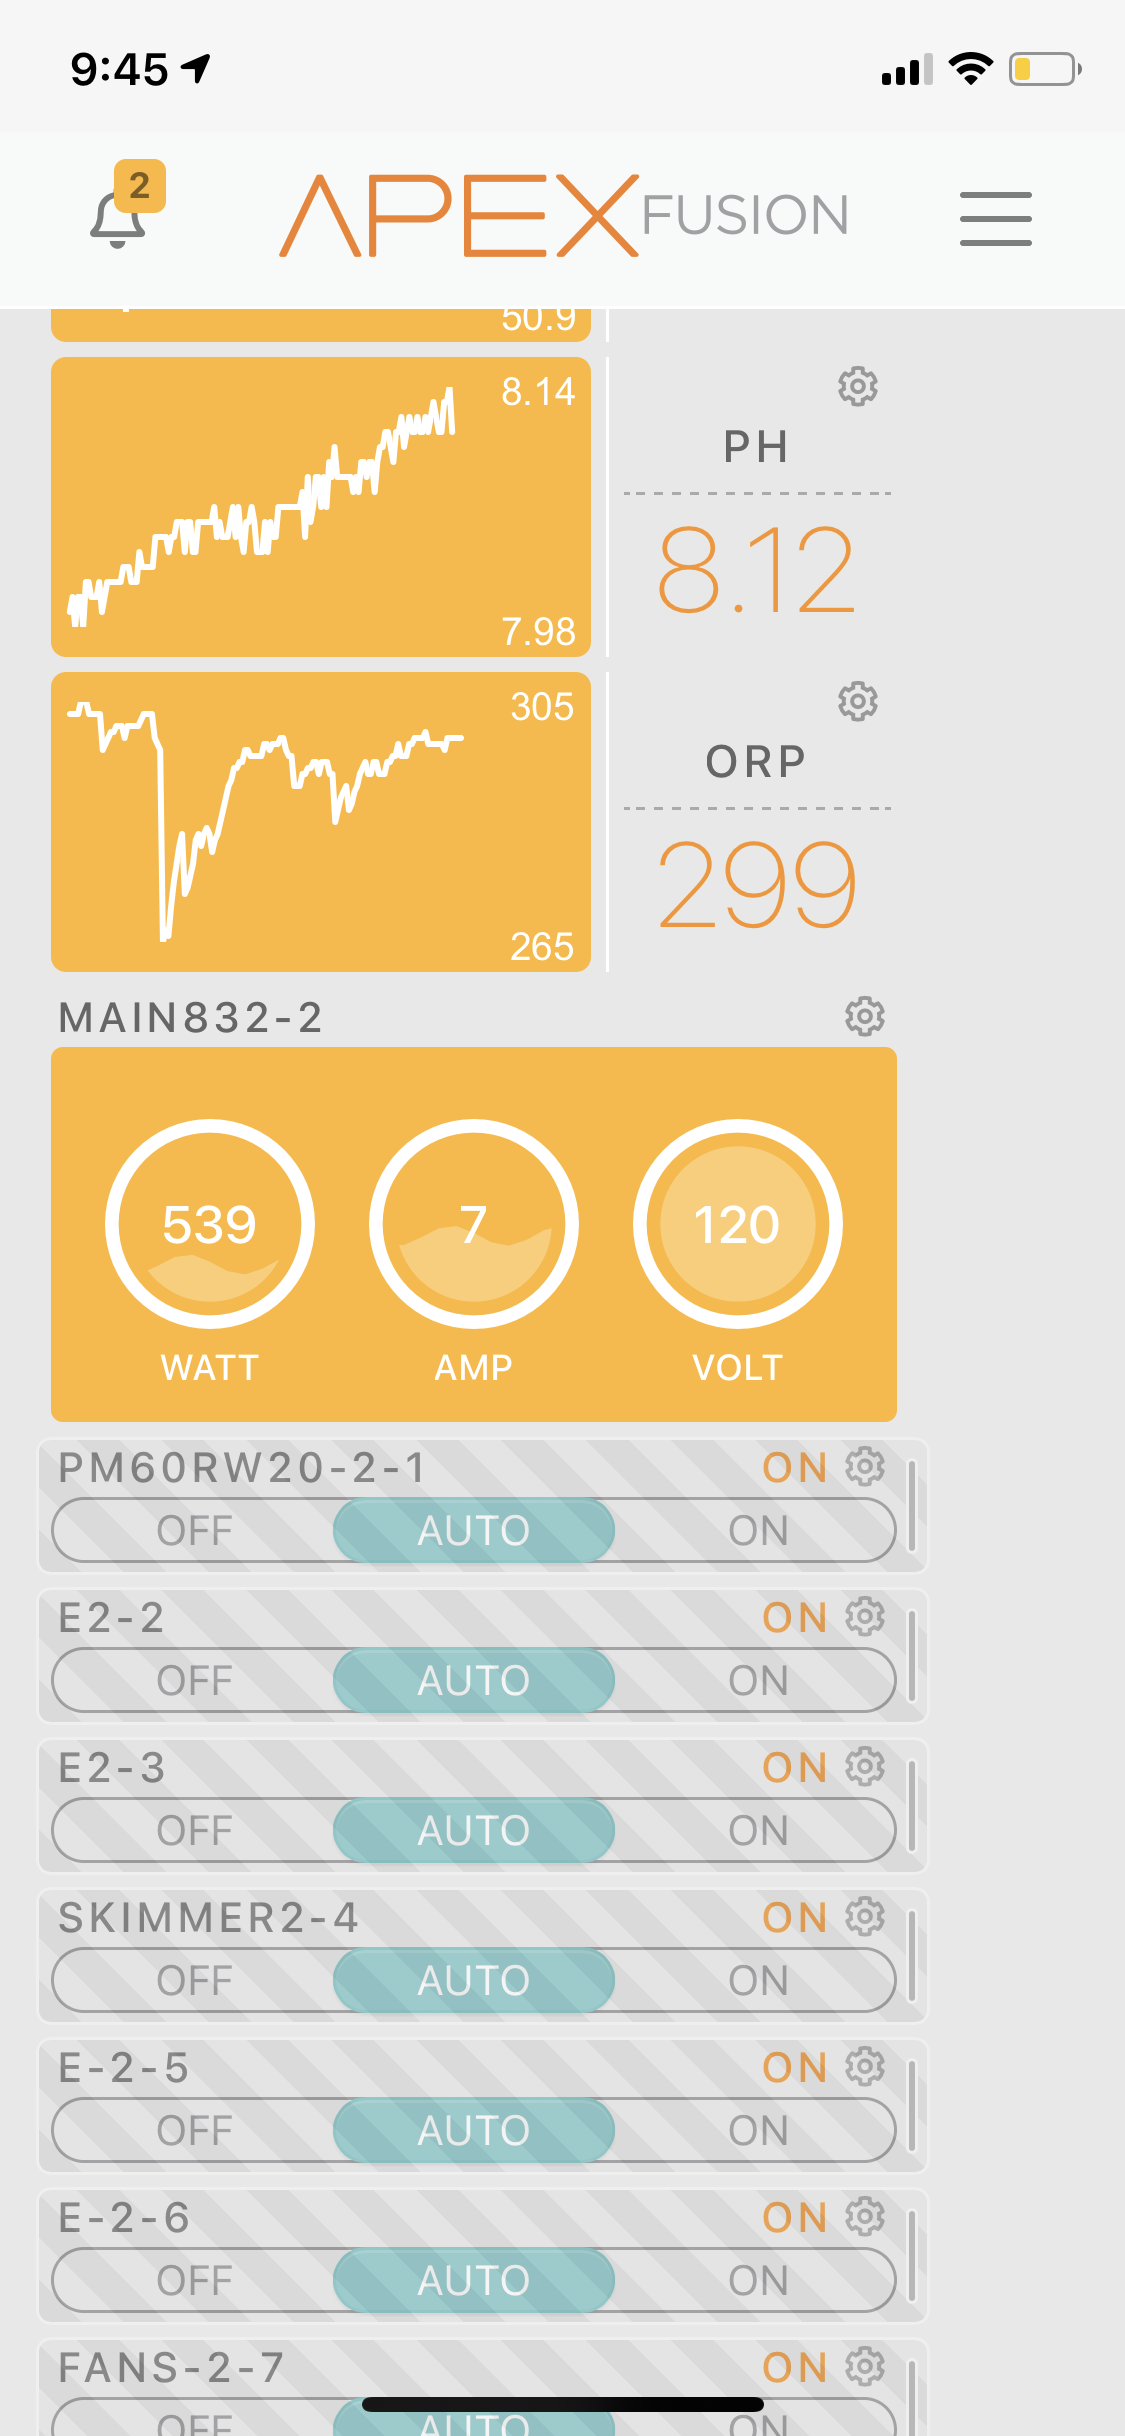 9:45
2
APEX FUSION
50.9
8.14
PH
8.12
7.98
305
ORP
299
265
MAIN832-2
539 7 120
WATT AMP VOLT
PM60RW20-2-1 ON
OFF AUTO ON
E2-2 ON
OFF AUTO ON
E2-3 ON
OFF AUTO ON
SKIMMER2-4 ON
OFF AUTO ON
E-2-5 ON
OFF AUTO ON
E-2-6 ON
OFF AUTO ON
FANS-2-7 ON
OFF AUTO ON